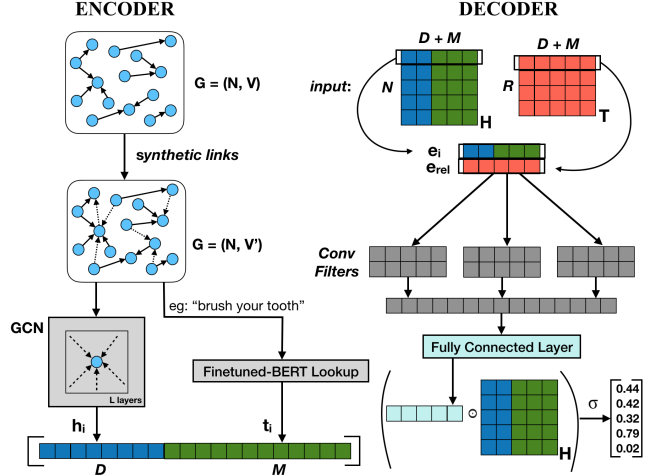 ENCODER
G = (N, V)
synthetic links
G = (N, V’)
eg: “brush your tooth”
GCN
L layers
Finetuned-BERT Lookup
hi
ti
D
M
DECODER
D + M
D + M
input:
N
R
H
T
ei
erel
Conv
Filters
Fully Connected Layer
σ
0.44
0.42
0.32
0.79
0.02
H